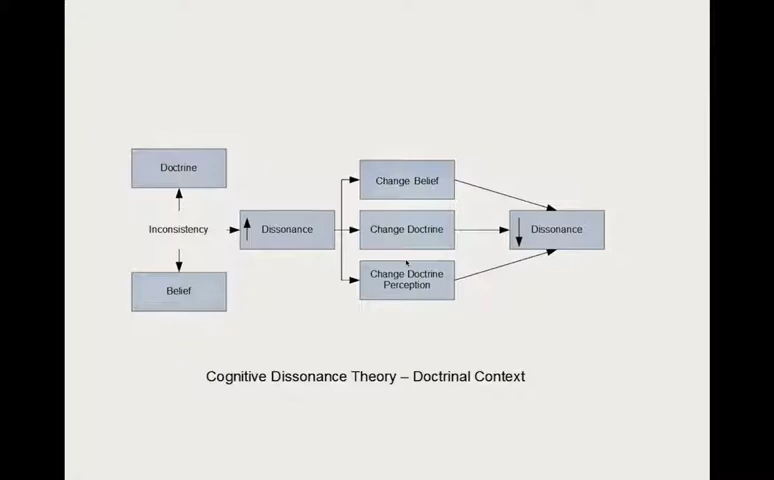 Doctrine
Inconsistency
Belief
Dissonance
Change Belief
Change Doctrine
Change Doctrine
Perception
Dissonance
Cognitive Dissonance Theory – Doctrinal Context